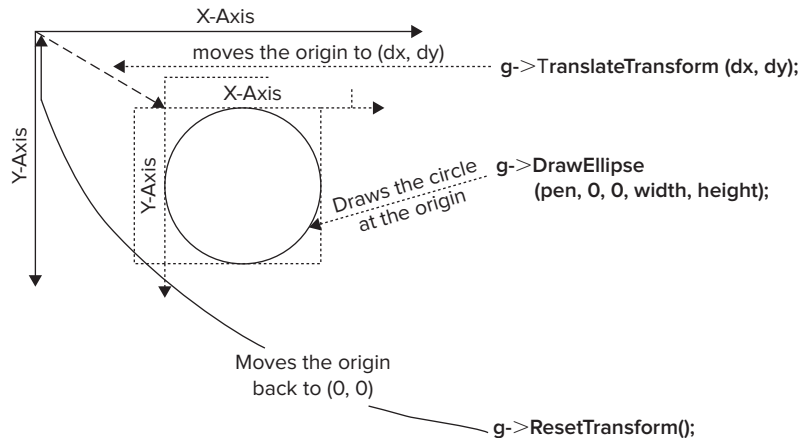 X-Axis
moves the origin to (dx, dy)
g->TranslateTransform (dx, dy);
X-Axis
Y-Axis
Y-Axis
Draws the circle
at the origin
g->DrawEllipse
(pen, 0, 0, width, height);
Moves the origin
back to (0, 0)
g->ResetTransform();